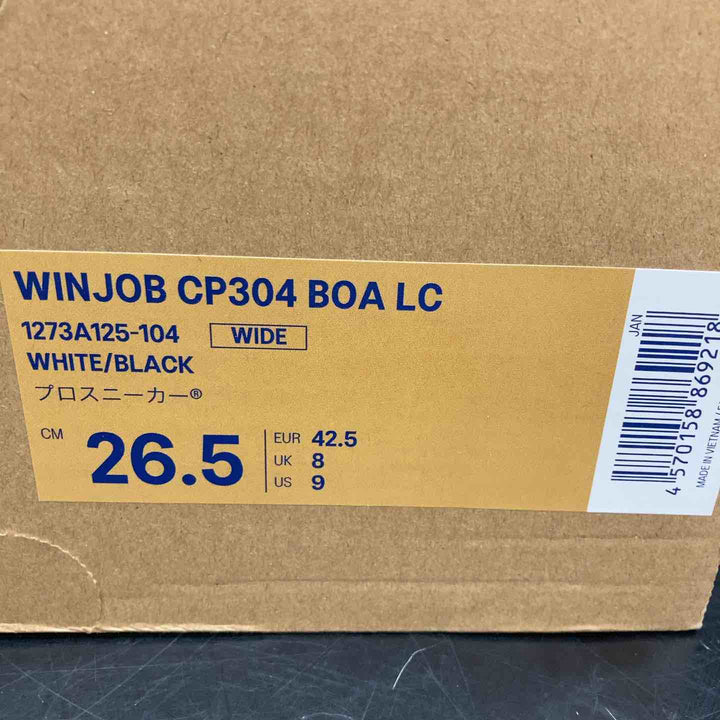 WINJOB CP304 BOA LC
1273A125-104 WIDE
WHITE/BLACK
プロスニーカー®
CM 26.5
EUR 42.5
UK 8
US 9
JAN
4 570158 869218
MADE IN VIETNAM /